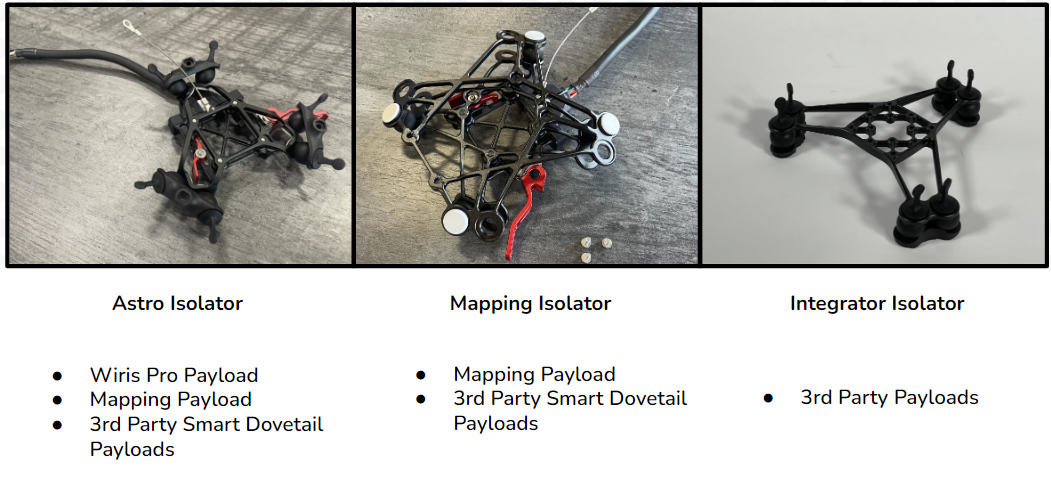 Astro Isolator
Mapping Isolator
Integrator Isolator
● Wiris Pro Payload
● Mapping Payload
● 3rd Party Smart Dovetail
Payloads
● Mapping Payload
● 3rd Party Smart Dovetail
Payloads
● 3rd Party Payloads